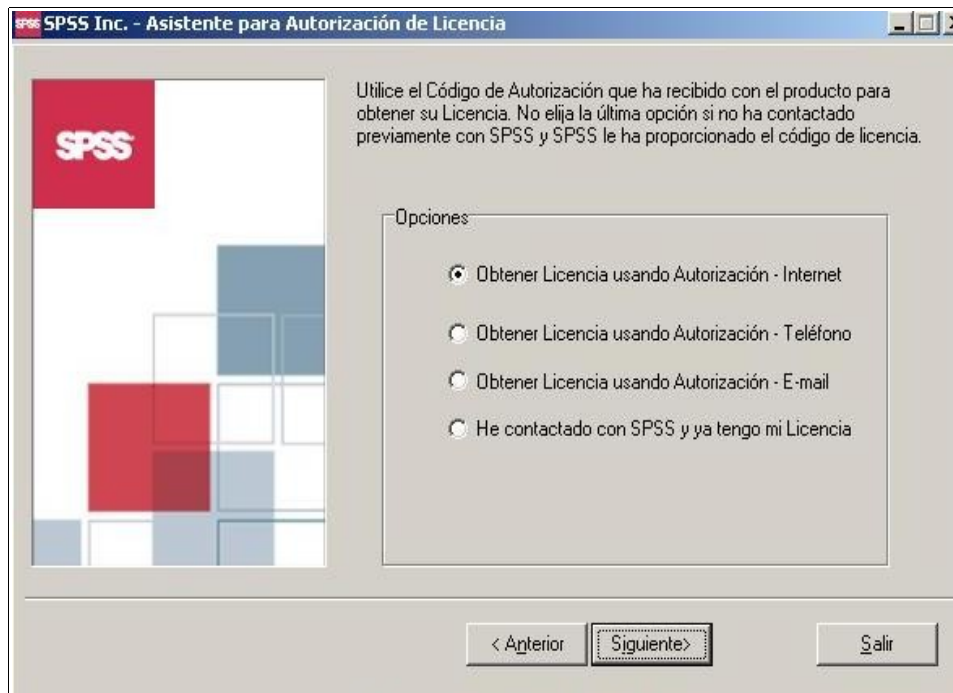 SPSS SPSS Inc. - Asistente para Autorización de Licencia
SPSS
Utilice el Código de Autorización que ha recibido con el producto para
obtener su Licencia. No elija la última opción si no ha contactado
previamente con SPSS y SPSS le ha proporcionado el código de licencia.
Opciones
Obtener Licencia usando Autorización - Internet
Obtener Licencia usando Autorización - Teléfono
Obtener Licencia usando Autorización - E-mail
He contactado con SPSS y ya tengo mi Licencia
< Anterior
Siguiente>
Salir